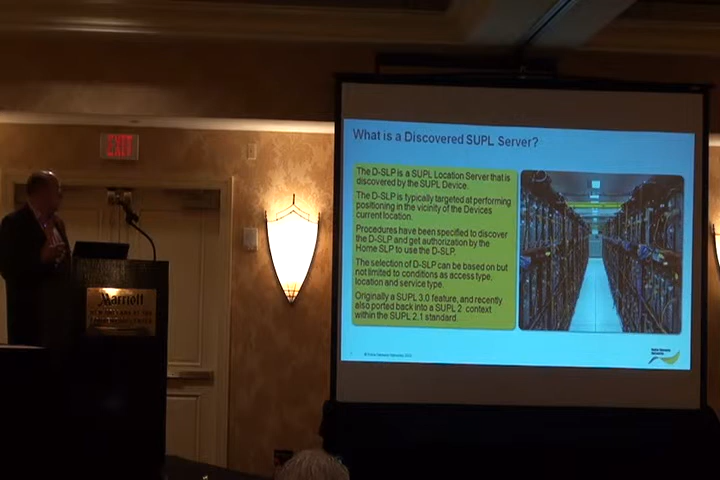 EXIT
What is a Discovered SUPL Server?
The D-SLP is a SUPL Location Server that is
discovered by the SUPL Device.
The D-SLP is typically targeted at performing
positioning in the vicinity of the Devices
current location.
Procedures have been specified to discover
the D-SLP and get authorization by the
Home SLP to use the D-SLP.
The selection of D-SLP can be based on but
not limited to conditions as access type,
location and service type.
Originally a SUPL 3.0 feature, and recently
also ported back into a SUPL 2 context
within the SUPL 2.1 standard.
Marriott